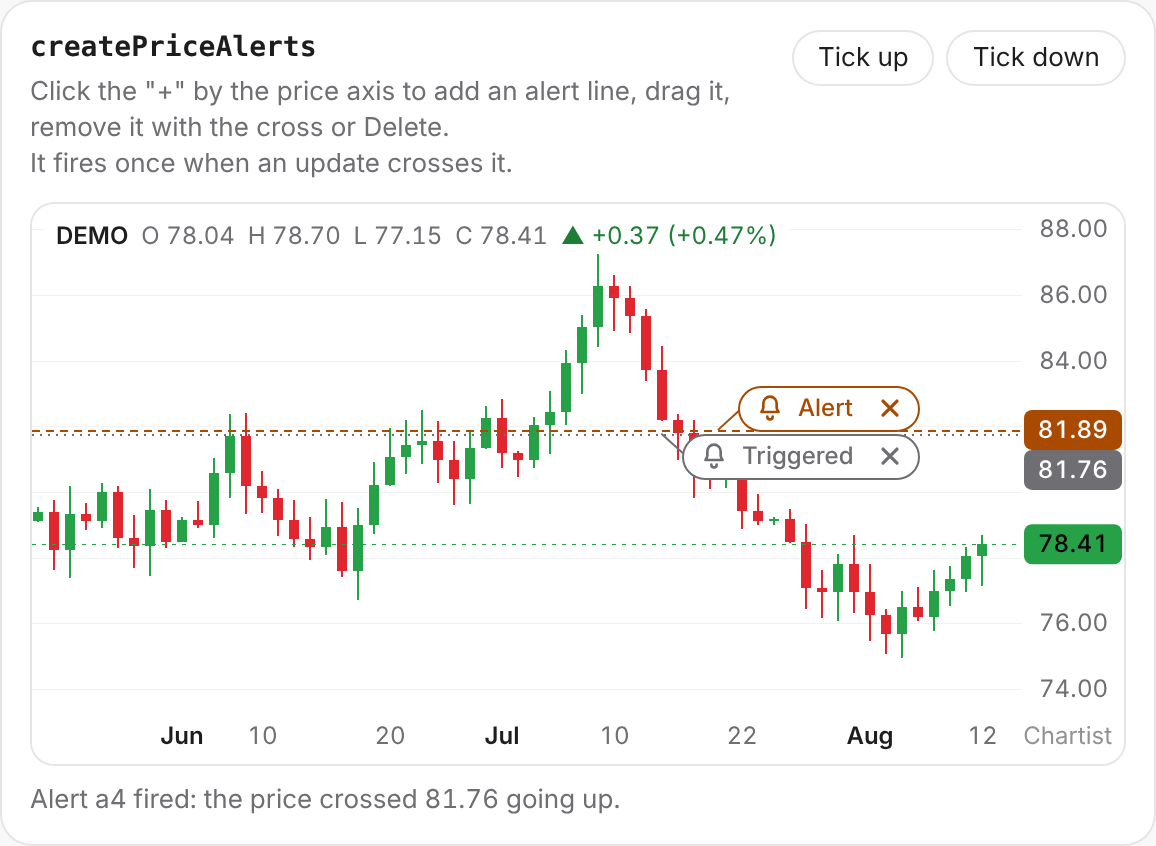 createPriceAlerts
Tick up
Tick down
Click the "+" by the price axis to add an alert line, drag it,
remove it with the cross or Delete.
It fires once when an update crosses it.
DEMO O 78.04 H 78.70 L 77.15 C 78.41 ▲ +0.37 (+0.47%)
88.00
86.00
84.00
Alert
81.89
Triggered
81.76
78.41
76.00
74.00
Jun 10 20 Jul 10 22 Aug 12 Chartist
Alert a4 fired: the price crossed 81.76 going up.